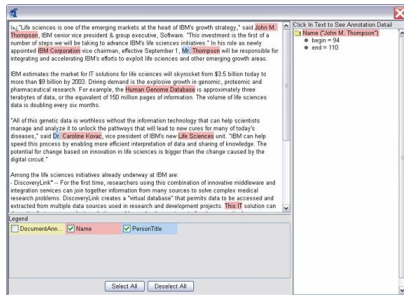 "Life sciences is one of the emerging markets at the heart of IBM's growth strategy," said John M.
Thompson, IBM senior vice president & group executive, Software. "This investment is the first of a
number of steps we will be taking to advance IBM's life sciences initiatives." In his role as newly
appointed IBM Corporation vice chairman, effective September 1, Mr. Thompson will be responsible for
integrating and accelerating IBM's efforts to exploit life sciences and other emerging growth areas.
IBM estimates the market for IT solutions for life sciences will skyrocket from $3.5 billion today to
more than $9 billion by 2003. Driving demand is the explosive growth in genomic, proteomic and
pharmaceutical research. For example, the Human Genome Database is approximately three
terabytes of data, or the equivalent of 150 million pages of information. The volume of life sciences
data is doubling every six months.
"All of this genetic data is worthless without the information technology that can help scientists
manage and analyze it to unlock the pathways that will lead to new cures for many of today's
diseases," said Dr. Caroline Kovac, vice president of IBM's new Life Sciences unit. "IBM can help
speed this process by enabling more efficient interpretation of data and sharing of knowledge. The
potential for change based on innovation in life sciences is bigger than the change caused by the
digital circuit."
Among the life sciences initiatives already underway at IBM are:
- DiscoveryLink* -- For the first time, researchers using this combination of innovative middleware and
integration services can join together information from many sources to solve complex medical
research problems. DiscoveryLink creates a "virtual database" that permits data to be accessed and
extracted from multiple data sources used in research and development projects. This IT solution can
Click In Text to See Annotation Detail
Name ("John M. Thompson")
begin = 94
end = 110
Legend
DocumentAnn... Name PersonTitle
Select All Deselect All